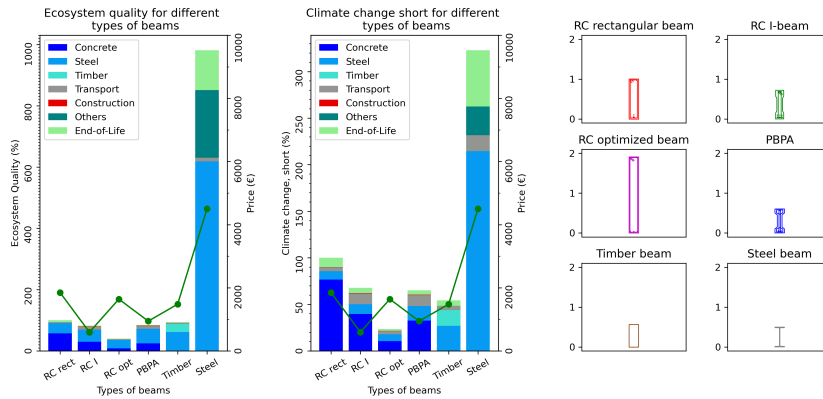 Ecosystem quality for different
types of beams
Ecosystem Quality (%)
0
200
400
600
800
1000
Concrete
Steel
Timber
Transport
Construction
Others
End-of-Life
0
2000
4000
6000
8000
10000
Price (€)
RC rect
RC I
RC opt
PBPA
Timber
Steel
Types of beams
Climate change short for different
types of beams
Climate change, short (%)
0
50
100
150
200
250
300
Concrete
Steel
Timber
Transport
Construction
Others
End-of-Life
0
2000
4000
6000
8000
10000
Price (€)
RC rect
RC I
RC opt
PBPA
Timber
Steel
Types of beams
RC rectangular beam
2
1
0
RC I-beam
2
1
0
RC optimized beam
2
1
0
PBPA
2
1
0
Timber beam
2
1
0
Steel beam
2
1
0